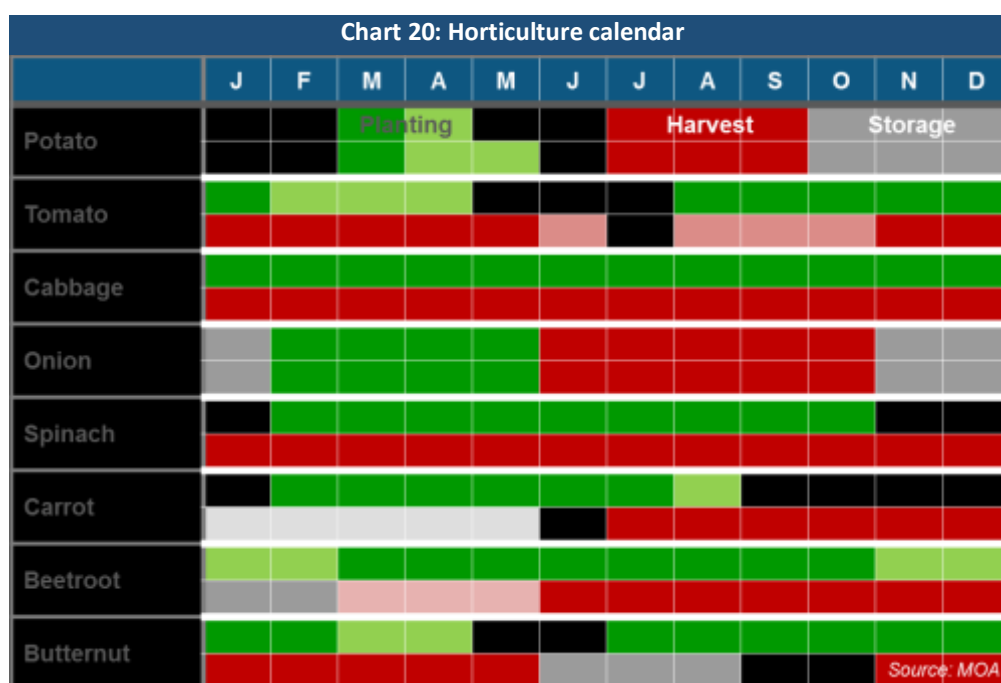 Chart 20: Horticulture calendar
J F M A M J J A S O N D
Potato Planting Harvest Storage
Tomato
Cabbage
Onion
Spinach
Carrot
Beetroot
Butternut
Source: MOA